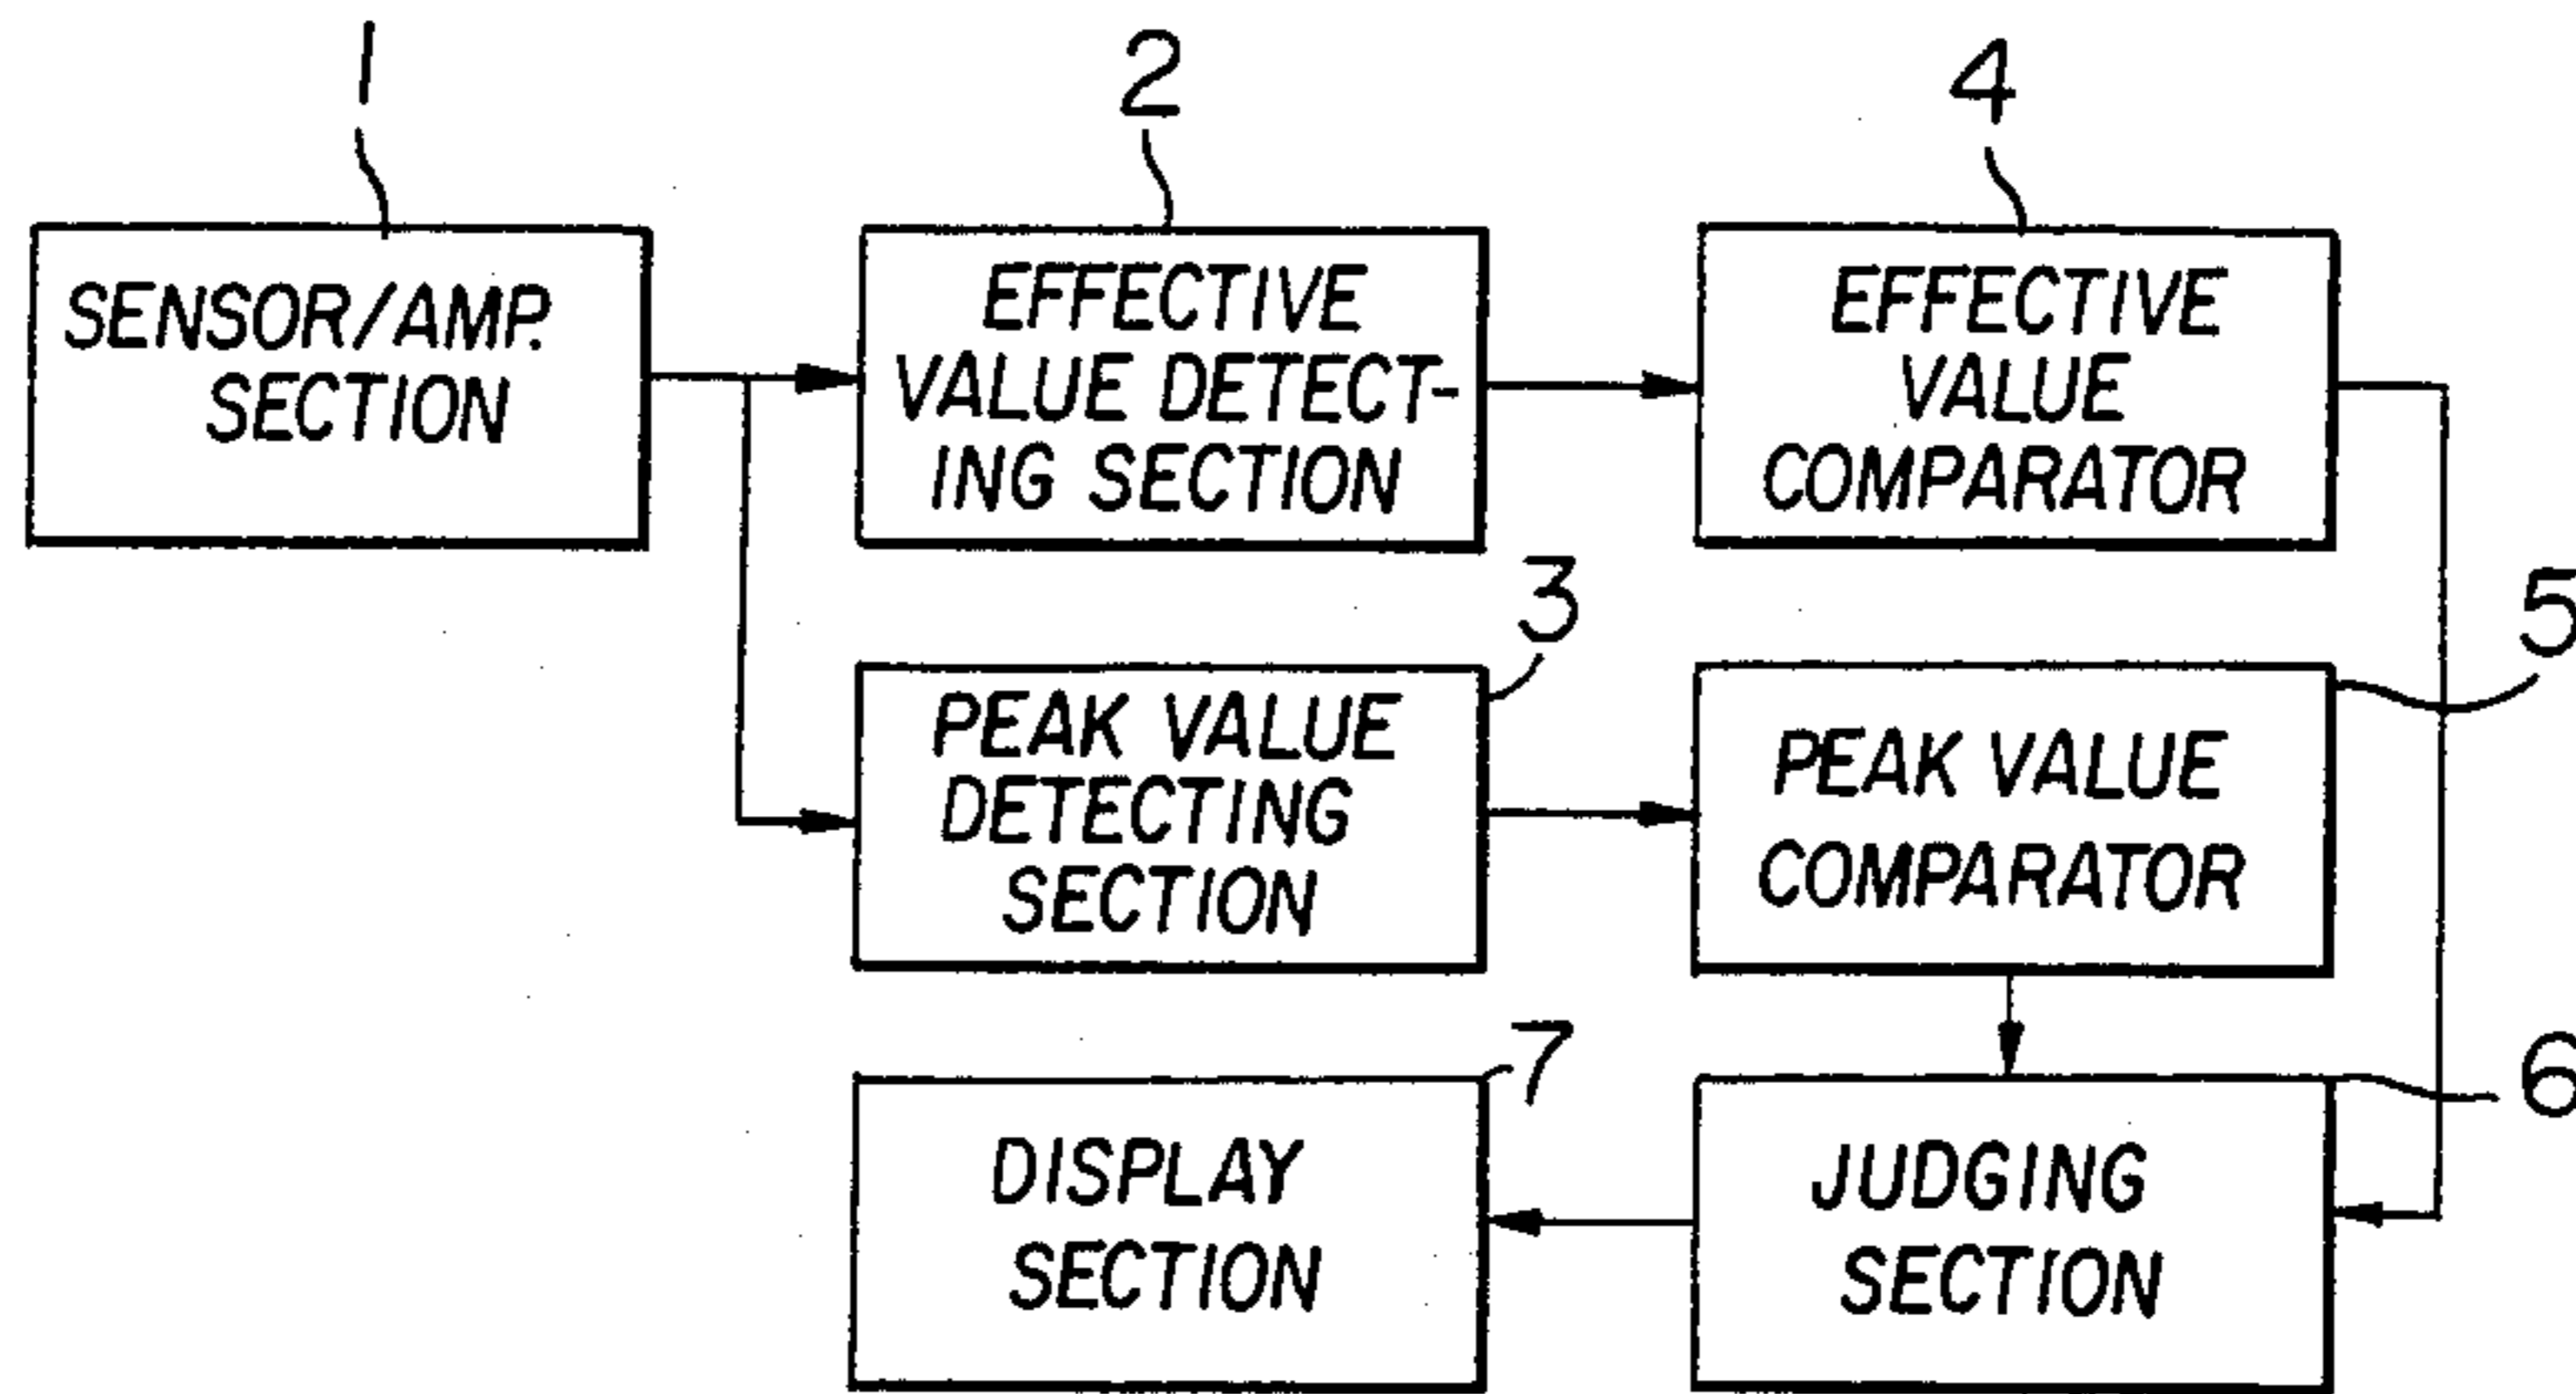 1
2
4
SENSOR/AMP.
SECTION
EFFECTIVE
VALUE DETECT-
ING SECTION
EFFECTIVE
VALUE
COMPARATOR
3
5
PEAK VALUE
DETECTING
SECTION
PEAK VALUE
COMPARATOR
7
6
DISPLAY
SECTION
JUDGING
SECTION